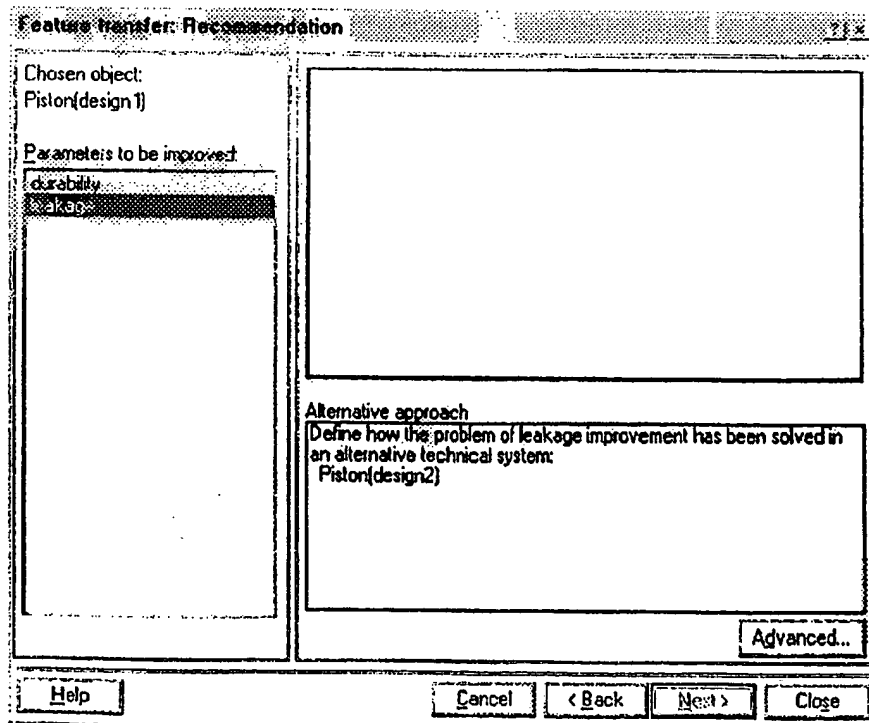 Feature transfer: Recommendation
Chosen object:
Piston(design1)
Parameters to be improved:
durability
leakage
Alternative approach
Define how the problem of leakage improvement has been solved in
an alternative technical system:
Piston(design2)
Advanced...
Help
Cancel
< Back
Next >
Close